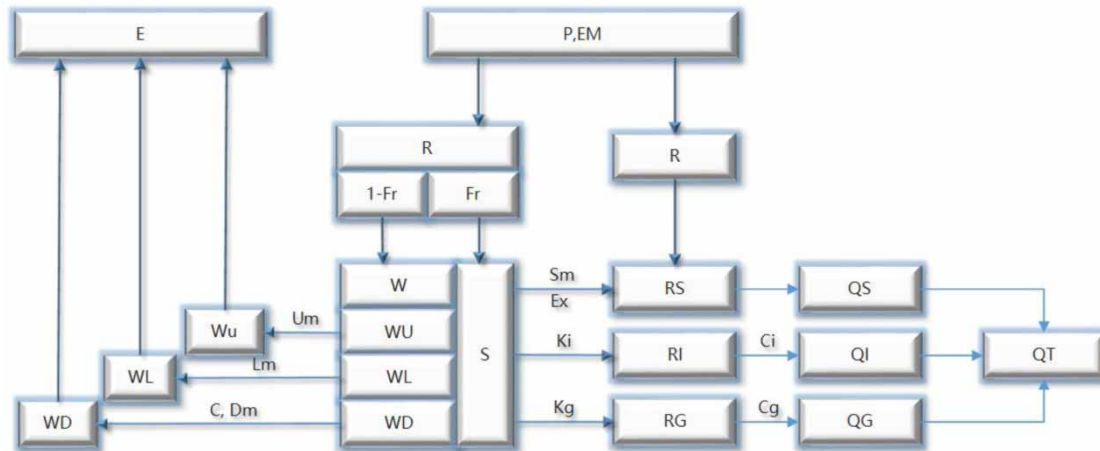 E
P,EM
R
R
1-Fr
Fr
W
Sm
RS
QS
Ex
Wu
Um
WU
S
Ki
RI
Ci
QI
QT
WL
Lm
WL
WD
C, Dm
WD
Kg
RG
Cg
QG